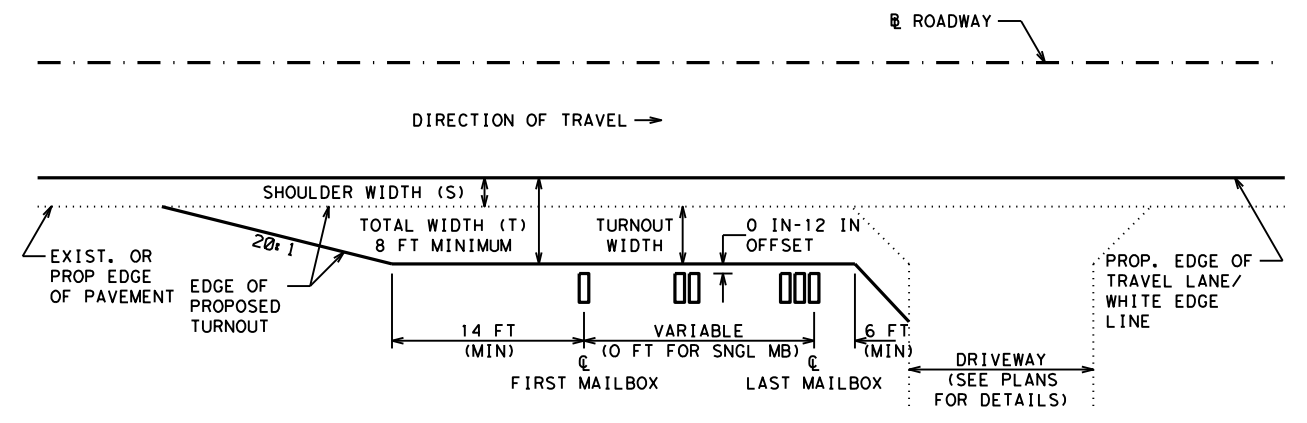 ROADWAY
DIRECTION OF TRAVEL
SHOULDER WIDTH (S)
TOTAL WIDTH (T)
8 FT MINIMUM
TURNOUT
WIDTH
0 IN-12 IN
OFFSET
20:1
EXIST. OR
PROP EDGE
OF PAVEMENT
EDGE OF
PROPOSED
TURNOUT
PROP. EDGE OF
TRAVEL LANE/
WHITE EDGE
LINE
14 FT
(MIN)
VARIABLE
(0 FT FOR SNGL MB)
6 FT
(MIN)
℄
FIRST MAILBOX
℄
LAST MAILBOX
DRIVEWAY
(SEE PLANS
FOR DETAILS)